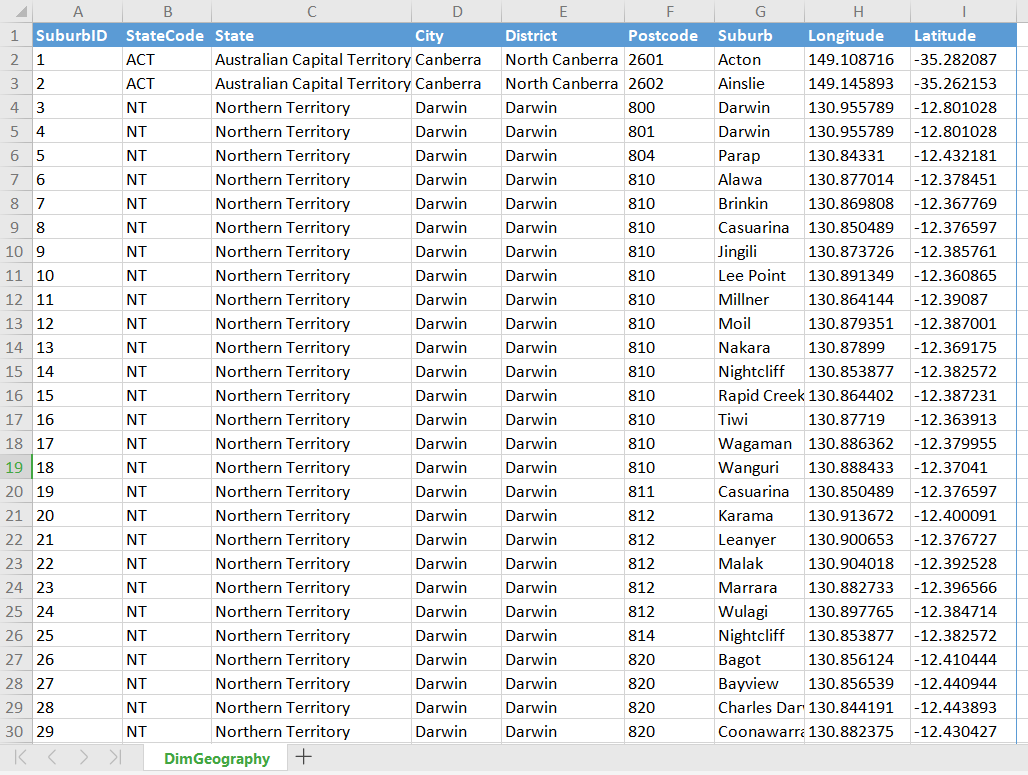 A B C D E F G H I
1 SuburbID StateCode State City District Postcode Suburb Longitude Latitude
2 1 ACT Australian Capital Territory Canberra North Canberra 2601 Acton 149.108716 -35.282087
3 2 ACT Australian Capital Territory Canberra North Canberra 2602 Ainslie 149.145893 -35.262153
4 3 NT Northern Territory Darwin Darwin 800 Darwin 130.955789 -12.801028
5 4 NT Northern Territory Darwin Darwin 801 Darwin 130.955789 -12.801028
6 5 NT Northern Territory Darwin Darwin 804 Parap 130.84331 -12.432181
7 6 NT Northern Territory Darwin Darwin 810 Alawa 130.877014 -12.378451
8 7 NT Northern Territory Darwin Darwin 810 Brinkin 130.869808 -12.367769
9 8 NT Northern Territory Darwin Darwin 810 Casuarina 130.850489 -12.376597
10 9 NT Northern Territory Darwin Darwin 810 Jingili 130.873726 -12.385761
11 10 NT Northern Territory Darwin Darwin 810 Lee Point 130.891349 -12.360865
12 11 NT Northern Territory Darwin Darwin 810 Millner 130.864144 -12.39087
13 12 NT Northern Territory Darwin Darwin 810 Moil 130.879351 -12.387001
14 13 NT Northern Territory Darwin Darwin 810 Nakara 130.87899 -12.369175
15 14 NT Northern Territory Darwin Darwin 810 Nightcliff 130.853877 -12.382572
16 15 NT Northern Territory Darwin Darwin 810 Rapid Creek 130.864402 -12.387231
17 16 NT Northern Territory Darwin Darwin 810 Tiwi 130.87719 -12.363913
18 17 NT Northern Territory Darwin Darwin 810 Wagaman 130.886362 -12.379955
19 18 NT Northern Territory Darwin Darwin 810 Wanguri 130.888433 -12.37041
20 19 NT Northern Territory Darwin Darwin 811 Casuarina 130.850489 -12.376597
21 20 NT Northern Territory Darwin Darwin 812 Karama 130.913672 -12.400091
22 21 NT Northern Territory Darwin Darwin 812 Leanyer 130.900653 -12.376727
23 22 NT Northern Territory Darwin Darwin 812 Malak 130.904018 -12.392528
24 23 NT Northern Territory Darwin Darwin 812 Marrara 130.882733 -12.396566
25 24 NT Northern Territory Darwin Darwin 812 Wulagi 130.897765 -12.384714
26 25 NT Northern Territory Darwin Darwin 814 Nightcliff 130.853877 -12.382572
27 26 NT Northern Territory Darwin Darwin 820 Bagot 130.856124 -12.410444
28 27 NT Northern Territory Darwin Darwin 820 Bayview 130.856539 -12.440944
29 28 NT Northern Territory Darwin Darwin 820 Charles Dar 130.844191 -12.443893
30 29 NT Northern Territory Darwin Darwin 820 Coonawarra 130.882375 -12.430427
DimGeography